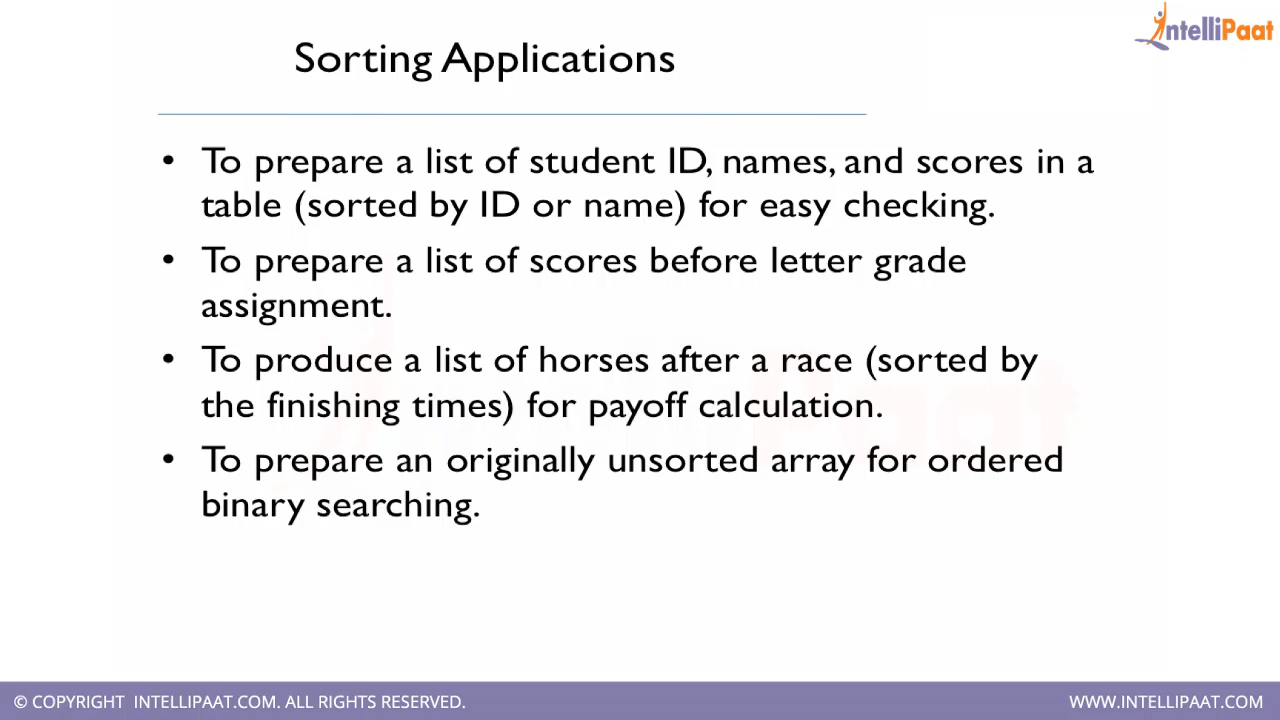 IntelliPaat
Sorting Applications
• To prepare a list of student ID, names, and scores in a
table (sorted by ID or name) for easy checking.
• To prepare a list of scores before letter grade
assignment.
• To produce a list of horses after a race (sorted by
the finishing times) for payoff calculation.
• To prepare an originally unsorted array for ordered
binary searching.
© COPYRIGHT INTELLIPAAT.COM. ALL RIGHTS RESERVED.
WWW.INTELLIPAAT.COM